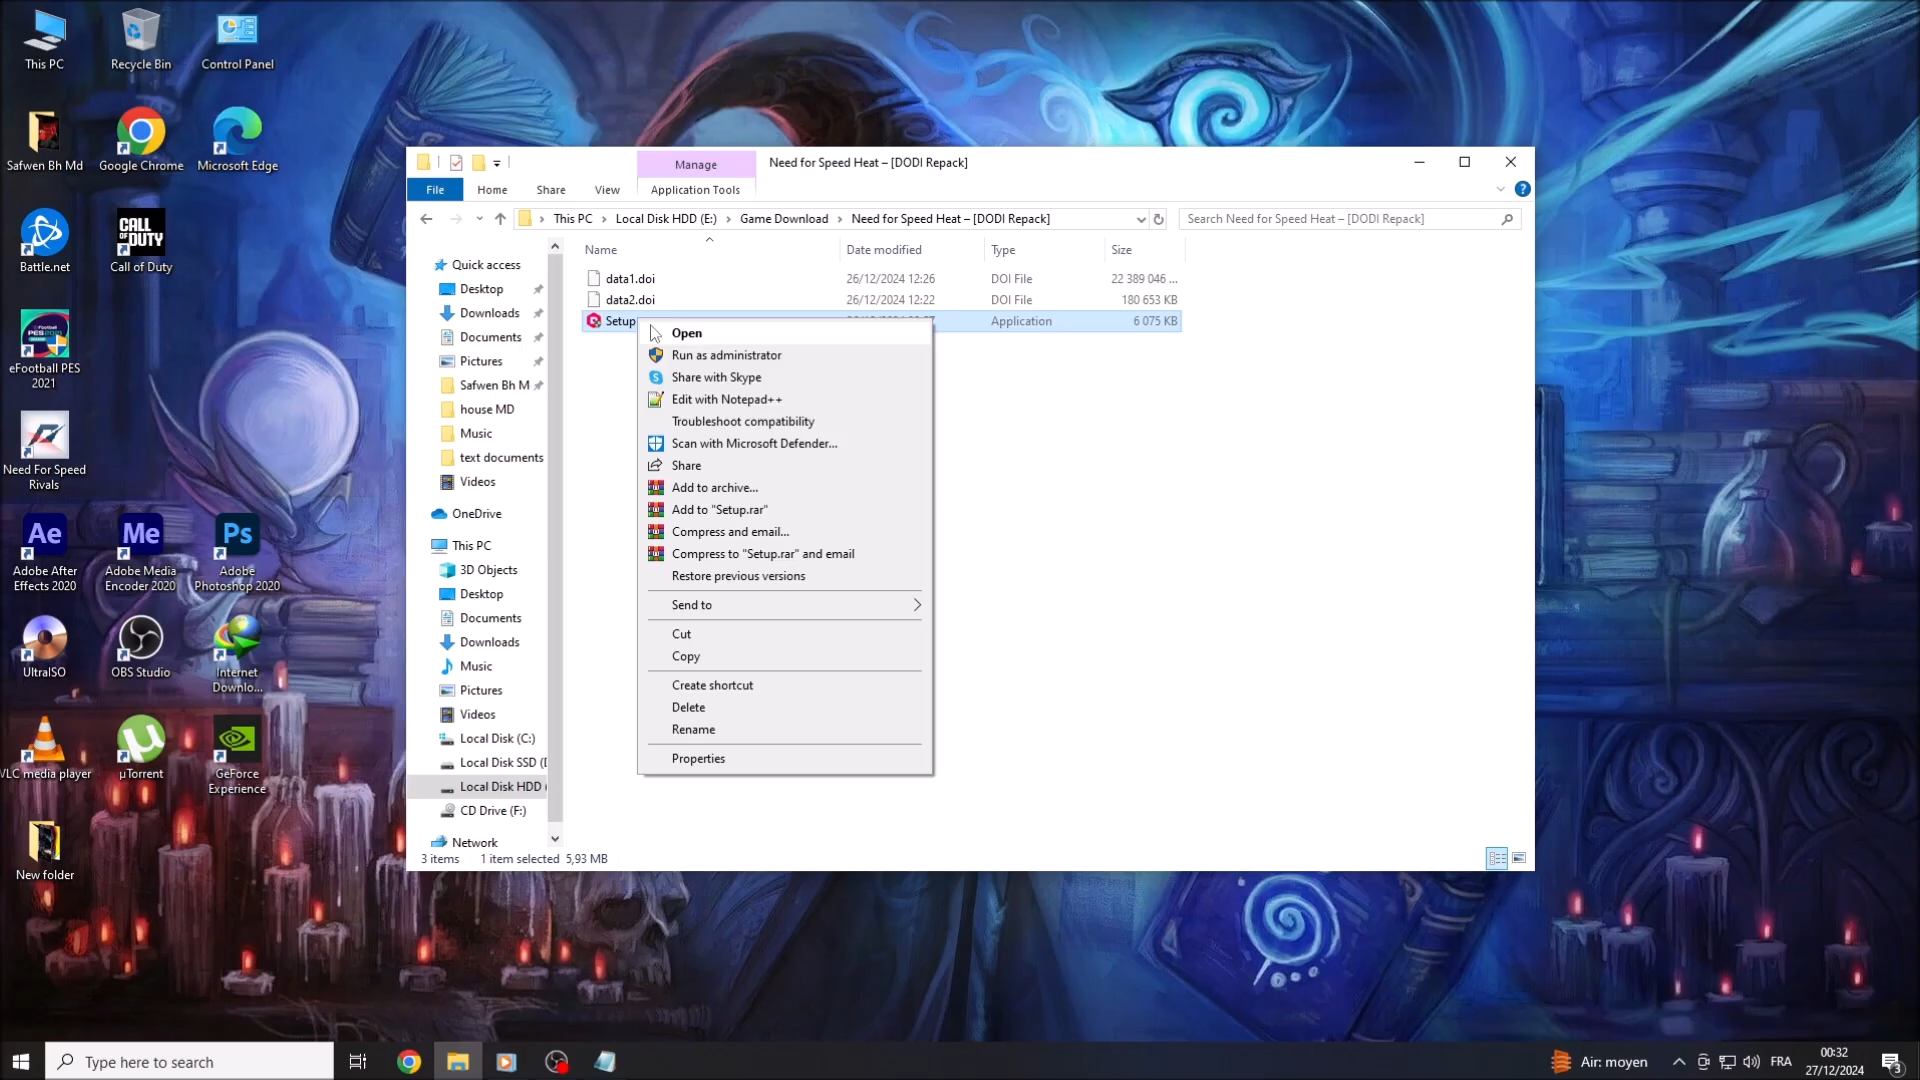 This PC
Recycle Bin
Control Panel
Safwen Bh Md
Google Chrome
Microsoft Edge
Battle.net
CALL OF DUTY
Call of Duty
eFootball PES
2021
Need For Speed
Rivals
Ae
Me
Ps
Adobe After
Effects 2020
Adobe Media
Encoder 2020
Adobe
Photoshop 2020
UltraISO
OBS Studio
Internet
Downlo...
VLC media player
µTorrent
GeForce
Experience
New folder
Manage
Need for Speed Heat – [DODI Repack]
File
Home
Share
View
Application Tools
This PC
Local Disk HDD (E:)
Game Download
Need for Speed Heat – [DODI Repack]
Search Need for Speed Heat – [DODI Repack]
Name
Date modified
Type
Size
data1.doi
26/12/2024 12:26
DOI File
22 389 046 ...
data2.doi
26/12/2024 12:22
DOI File
180 653 KB
Setup
Application
6 075 KB
Quick access
Desktop
Downloads
Documents
Pictures
Safwen Bh M
house MD
Music
text documents
Videos
OneDrive
This PC
3D Objects
Desktop
Documents
Downloads
Music
Pictures
Videos
Local Disk (C:)
Local Disk SSD (
Local Disk HDD (
CD Drive (F:)
Network
Open
Run as administrator
Share with Skype
Edit with Notepad++
Troubleshoot compatibility
Scan with Microsoft Defender...
Share
Add to archive...
Add to "Setup.rar"
Compress and email...
Compress to "Setup.rar" and email
Restore previous versions
Send to
Cut
Copy
Create shortcut
Delete
Rename
Properties
3 items
1 item selected 5,93 MB
Type here to search
Air: moyen
FRA
00:32
27/12/2024
3